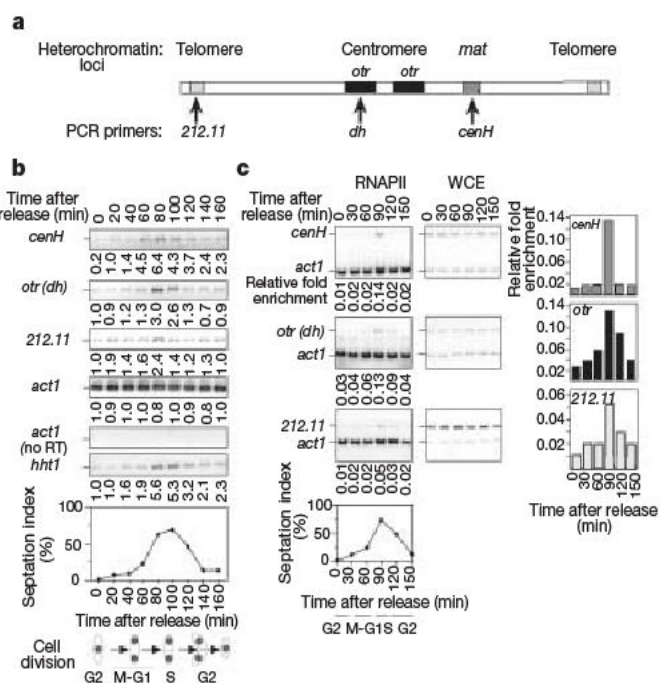 a
Heterochromatin: Telomere Centromere mat Telomere
loci otr otr
PCR primers: 212.11 dh cenH
b
Time after
release (min) 0 20 40 60 80 100 120 140 160
cenH
0.2 1.0 1.4 4.5 6.4 4.3 3.7 2.4 2.3
otr (dh)
1.0 0.9 1.2 1.3 3.0 2.6 1.3 0.7 0.9
212.11
1.0 1.9 1.4 1.6 2.4 1.4 1.2 1.3 1.0
act1
1.0 0.9 1.0 1.0 0.8 1.0 0.9 0.8 1.0
act1
(no RT)
hht1
1.0 1.0 1.6 1.9 5.6 5.3 3.2 2.1 2.3
Septation index
(%)
100
50
0
0 20 40 60 80 100 120 140 160
Time after release (min)
Cell
division
G2 M-G1 S G2
c
RNAPII WCE
Time after
release (min) 0 30 60 90 120 150 0 30 60 90 120 150
cenH
act1
Relative fold
enrichment 0.01 0.02 0.02 0.14 0.02 0.02
otr (dh)
act1
0.03 0.04 0.06 0.13 0.09 0.04
212.11
act1
0.01 0.02 0.02 0.05 0.03 0.02
Septation index
(%)
100
50
0
0 30 60 90 120 150
Time after release (min)
G2 M-G1S G2
Relative fold
enrichment
0.14 cenH
0.10
0.06
0.02
0.14 otr
0.10
0.06
0.02
212.11
0.06
0.02
0 30 60 90 120 150
Time after release
(min)